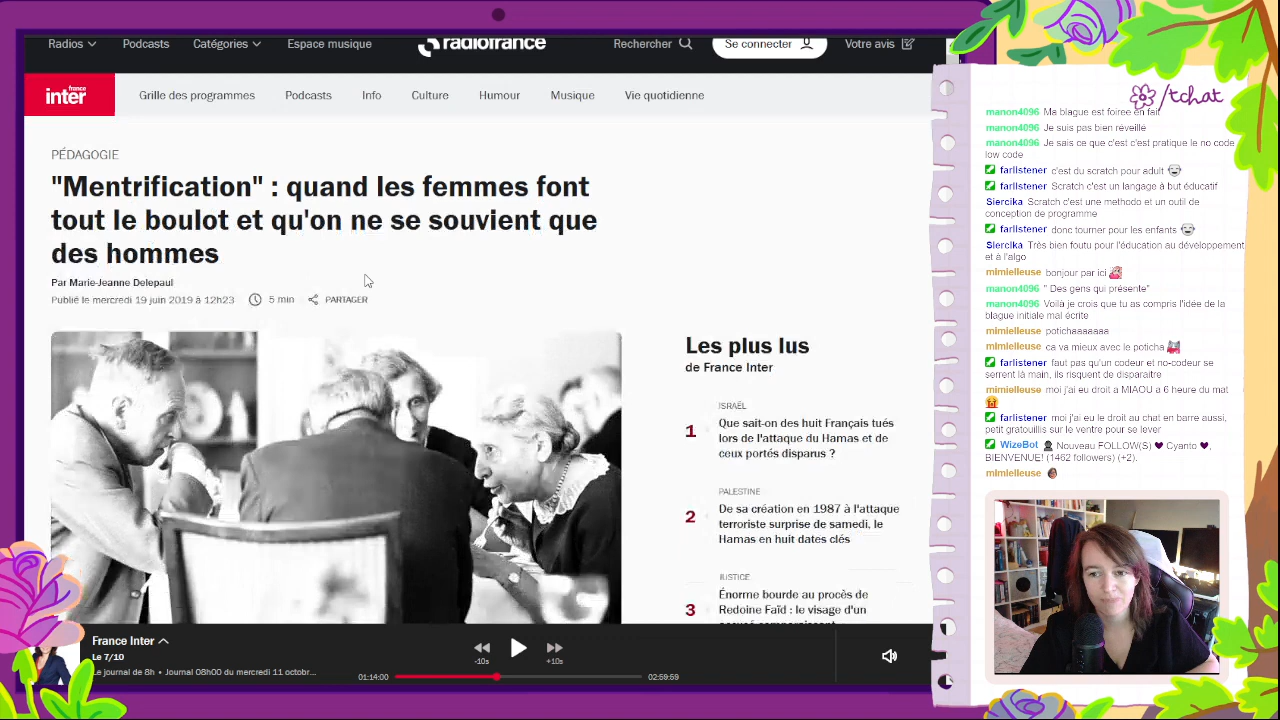 Radios
Podcasts
Catégories
Espace musique
radiofrance
Rechercher
Se connecter
Votre avis
france
inter
Grille des programmes
Podcasts
Info
Culture
Humour
Musique
Vie quotidienne
PÉDAGOGIE
"Mentrification" : quand les femmes font
tout le boulot et qu'on ne se souvient que
des hommes
Par Marie-Jeanne Delepaul
Publié le mercredi 19 juin 2019 à 12h23
5 min
PARTAGER
Les plus lus
de France Inter
ISRAËL
1
Que sait-on des huit Français tués
lors de l'attaque du Hamas et de
ceux portés disparus ?
PALESTINE
2
De sa création en 1987 à l'attaque
terroriste surprise de samedi, le
Hamas en huit dates clés
JUSTICE
3
Énorme bourde au procès de
Redoine Faïd : le visage d'un
France Inter
Le 7/10
Le journal de 8h • Journal 08h00 du mercredi 11 octobr...
-10s
+10s
01:14:00
02:59:59
/tchat
manon4096 Ma blague est foirée en fait
manon4096 Je suis pas bien réveillé
manon4096 Je sais ce que c'est c'est pratique le no code
low code
farlistener c'est du scratch pour adult
farlistener Scratch c'est un langage à but éducatif
Siercika Scratch c'est une methodo et un outil de
conception de programme
farlistener donc tourner pour les enfants
Siercika Très bien foutu pour l'éducation au développement
et à l'algo
mimielleuse bonjour par ici
manon4096 " Des gens qui présente"
manon4096 Voilà je crois que tu as compris l'idée de la
blague initiale mal écrite
mimielleuse potichaaaaaaa
mimielleuse ca va mieux avec le poticha
farlistener faut pas qu'un codeur et no-codeur se
serrent là main, ils risquent de disparaitre
mimielleuse moi j'ai eu droit a MIAOU a 6 heure du mat
farlistener moi j'ai eu le droit au chat en barre aussi,
petit gratouillis sur le ventre pour se lever
WizeBot Nouveau FOLLOW(S) ♥ Cyanto ♥,
BIENVENUE! (1462 followers) (+2).
mimielleuse